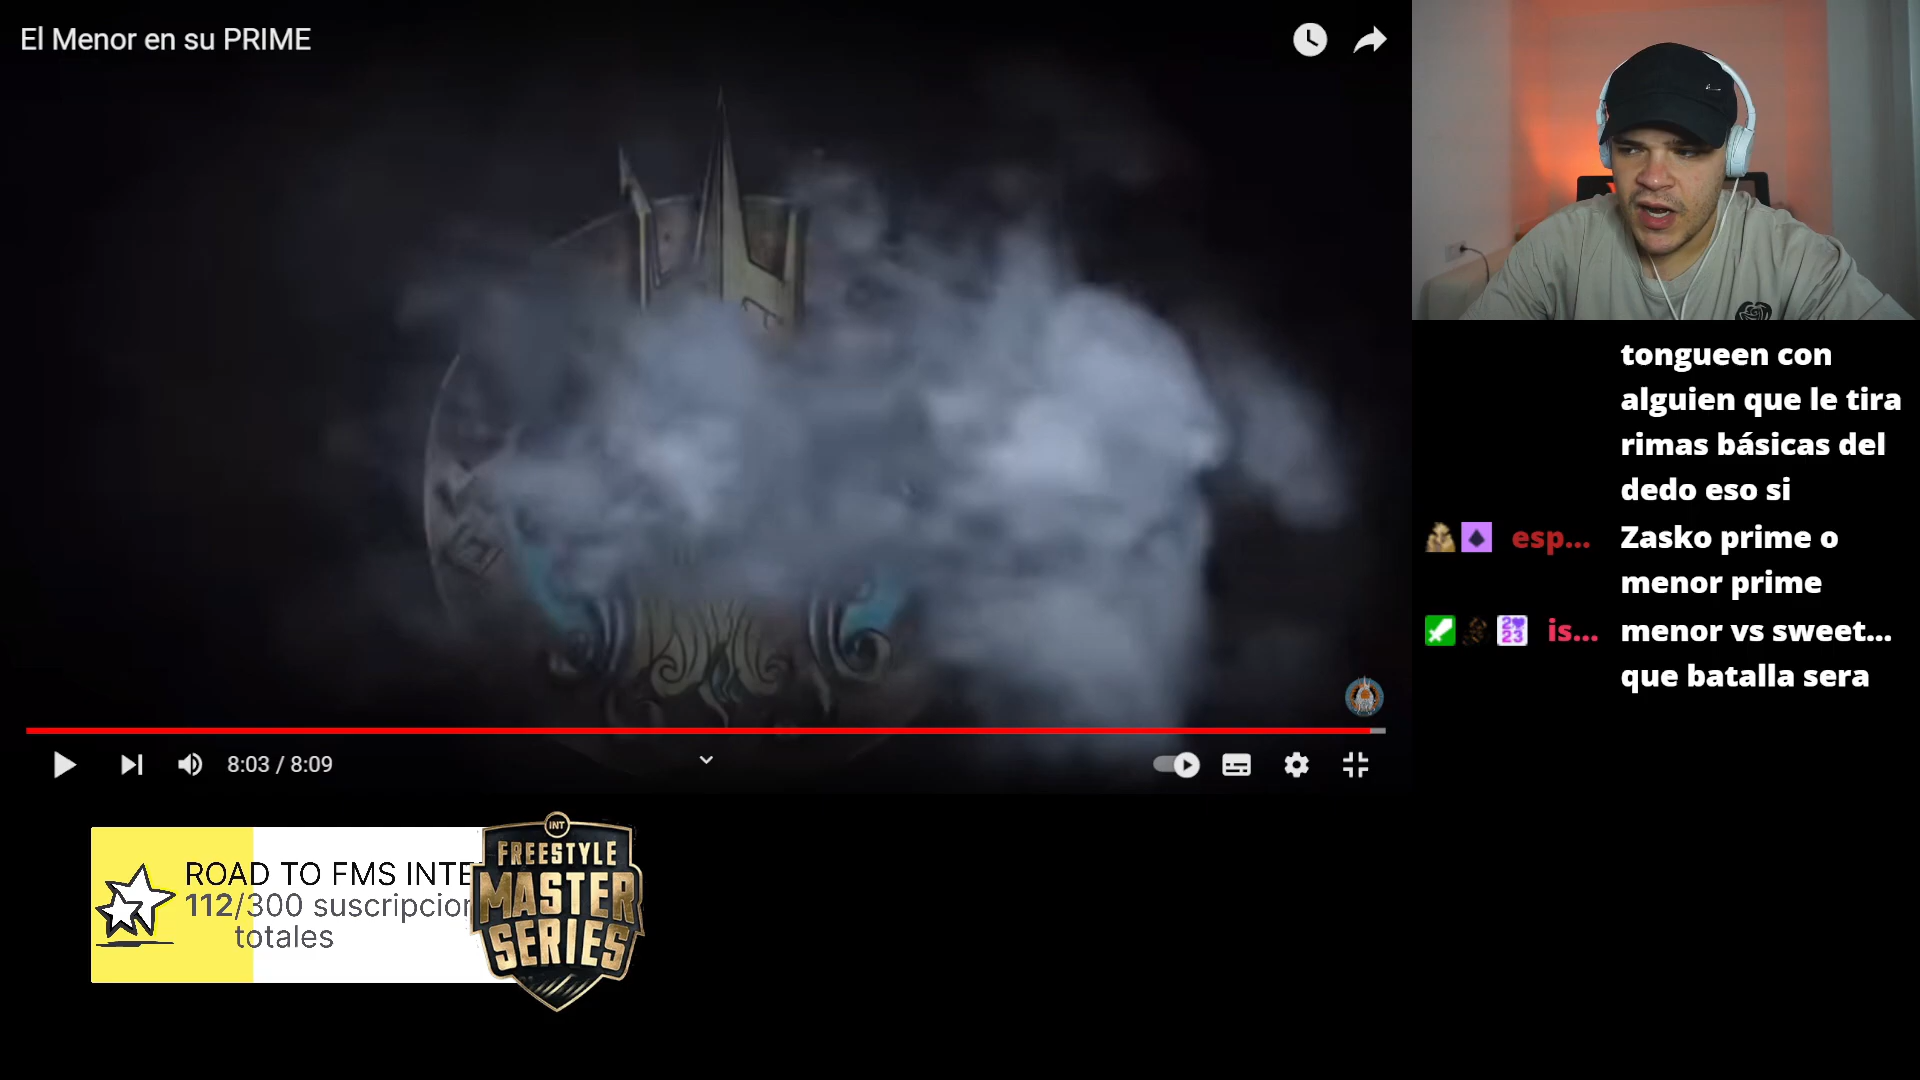 El Menor en su PRIME
tongueen con
alguien que le tira
rimas básicas del
dedo eso si
esp... Zasko prime o
menor prime
is... menor vs sweet...
que batalla sera
8:03 / 8:09
ROAD TO FMS INTE
112/300 suscripcion
totales
INT
FREESTYLE
MASTER
SERIES